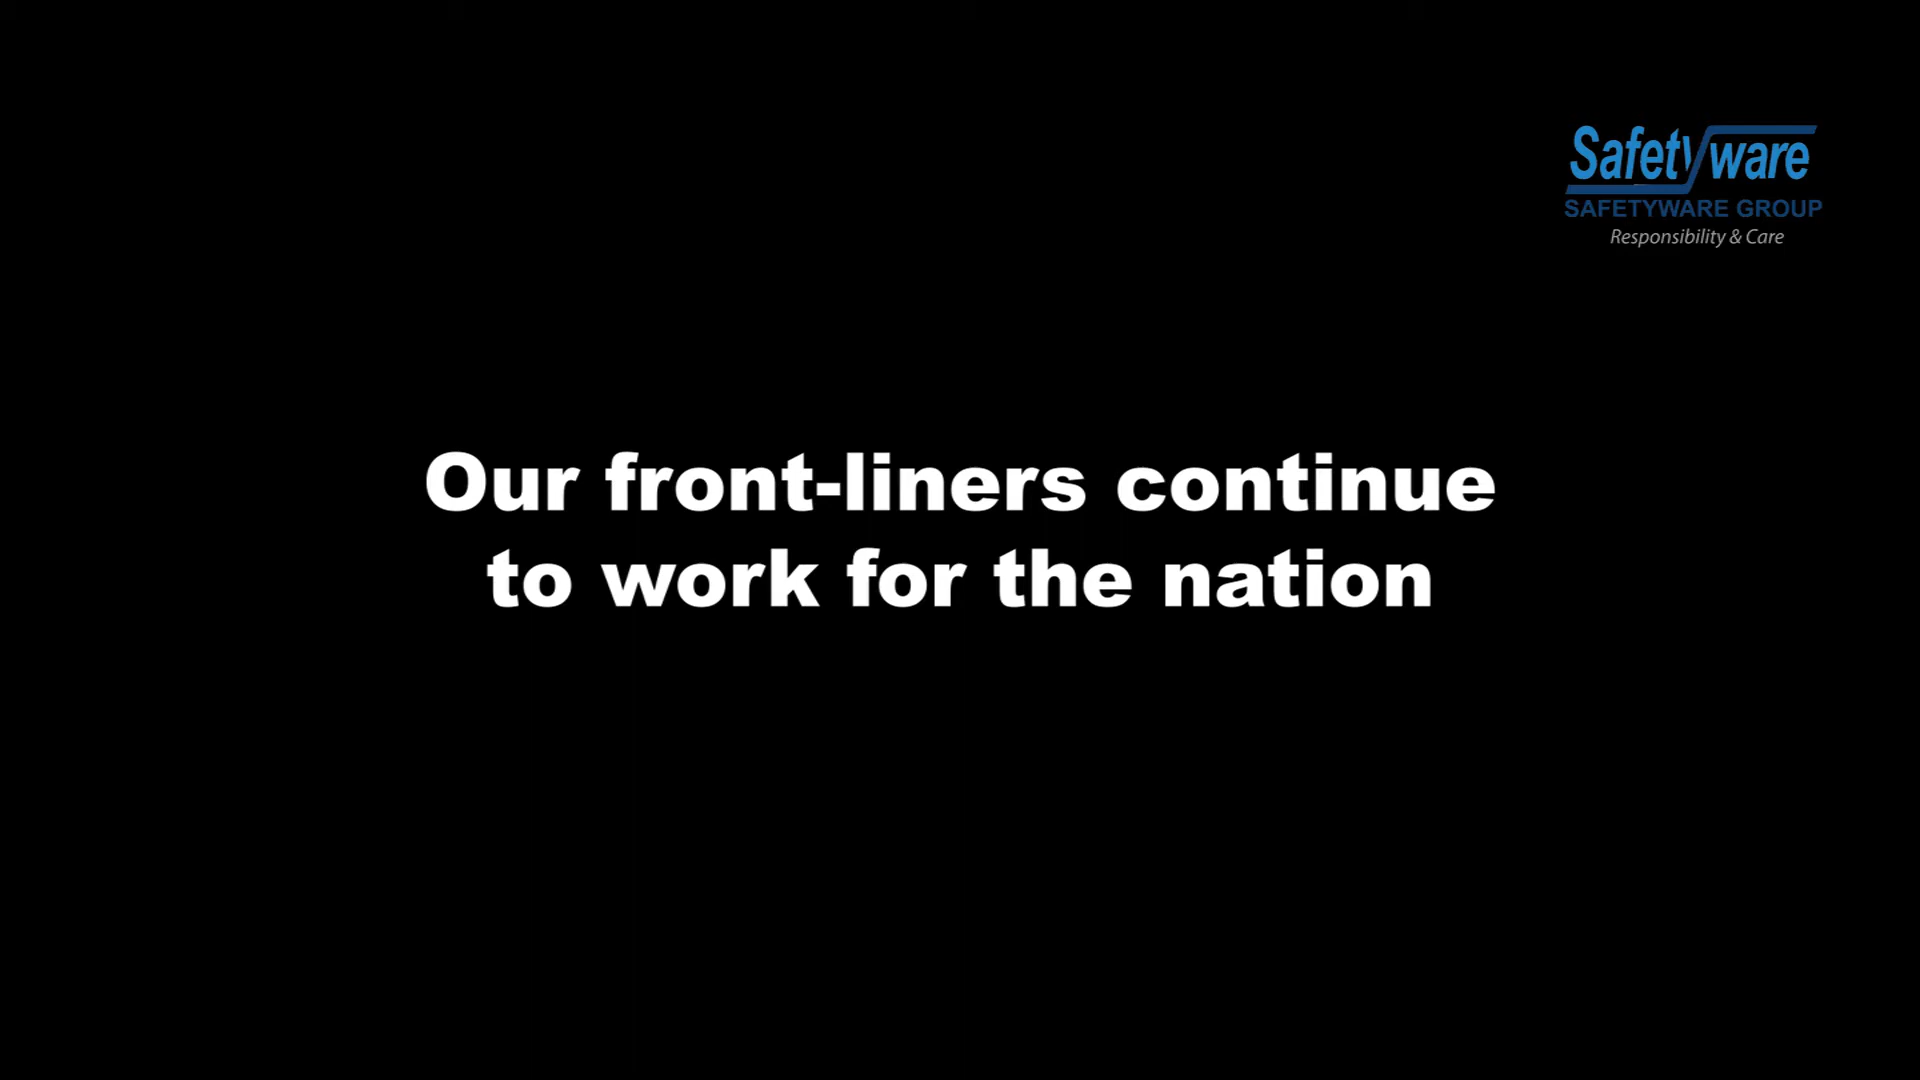 Safetyware
SAFETYWARE GROUP
Responsibility & Care
Our front-liners continue
to work for the nation